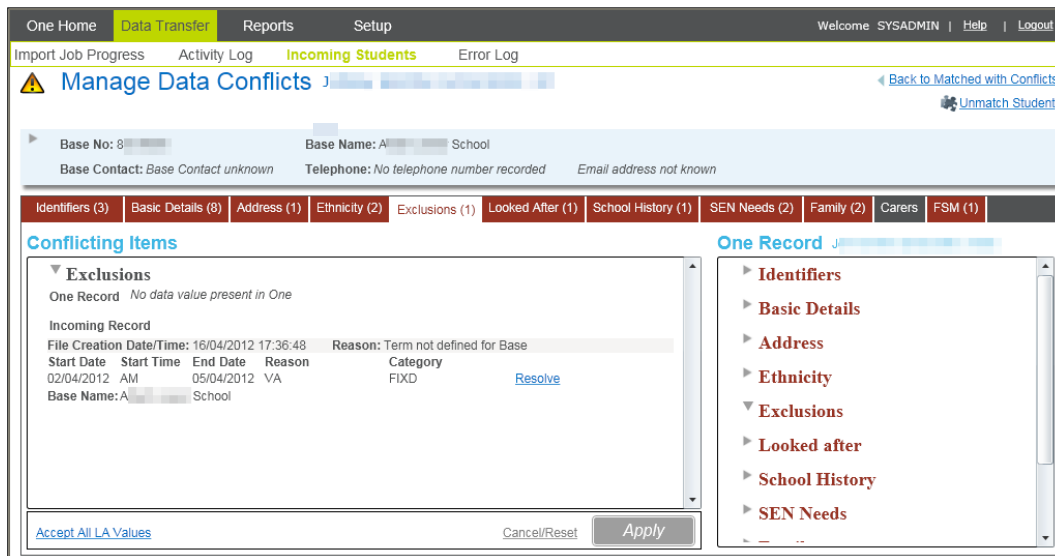 One Home Data Transfer Reports Setup Welcome SYSADMIN | Help | Logout
Import Job Progress Activity Log Incoming Students Error Log
Manage Data Conflicts J
Back to Matched with Conflicts
Unmatch Student
Base No: 8 Base Name: A School
Base Contact: Base Contact unknown Telephone: No telephone number recorded Email address not known
Identifiers (3) Basic Details (8) Address (1) Ethnicity (2) Exclusions (1) Looked After (1) School History (1) SEN Needs (2) Family (2) Carers FSM (1)
Conflicting Items
Exclusions
One Record No data value present in One
Incoming Record
File Creation Date/Time: 16/04/2012 17:36:48 Reason: Term not defined for Base
Start Date Start Time End Date Reason Category
02/04/2012 AM 05/04/2012 VA FIXD Resolve
Base Name: A School
Accept All LA Values Cancel/Reset Apply
One Record J
Identifiers
Basic Details
Address
Ethnicity
Exclusions
Looked after
School History
SEN Needs